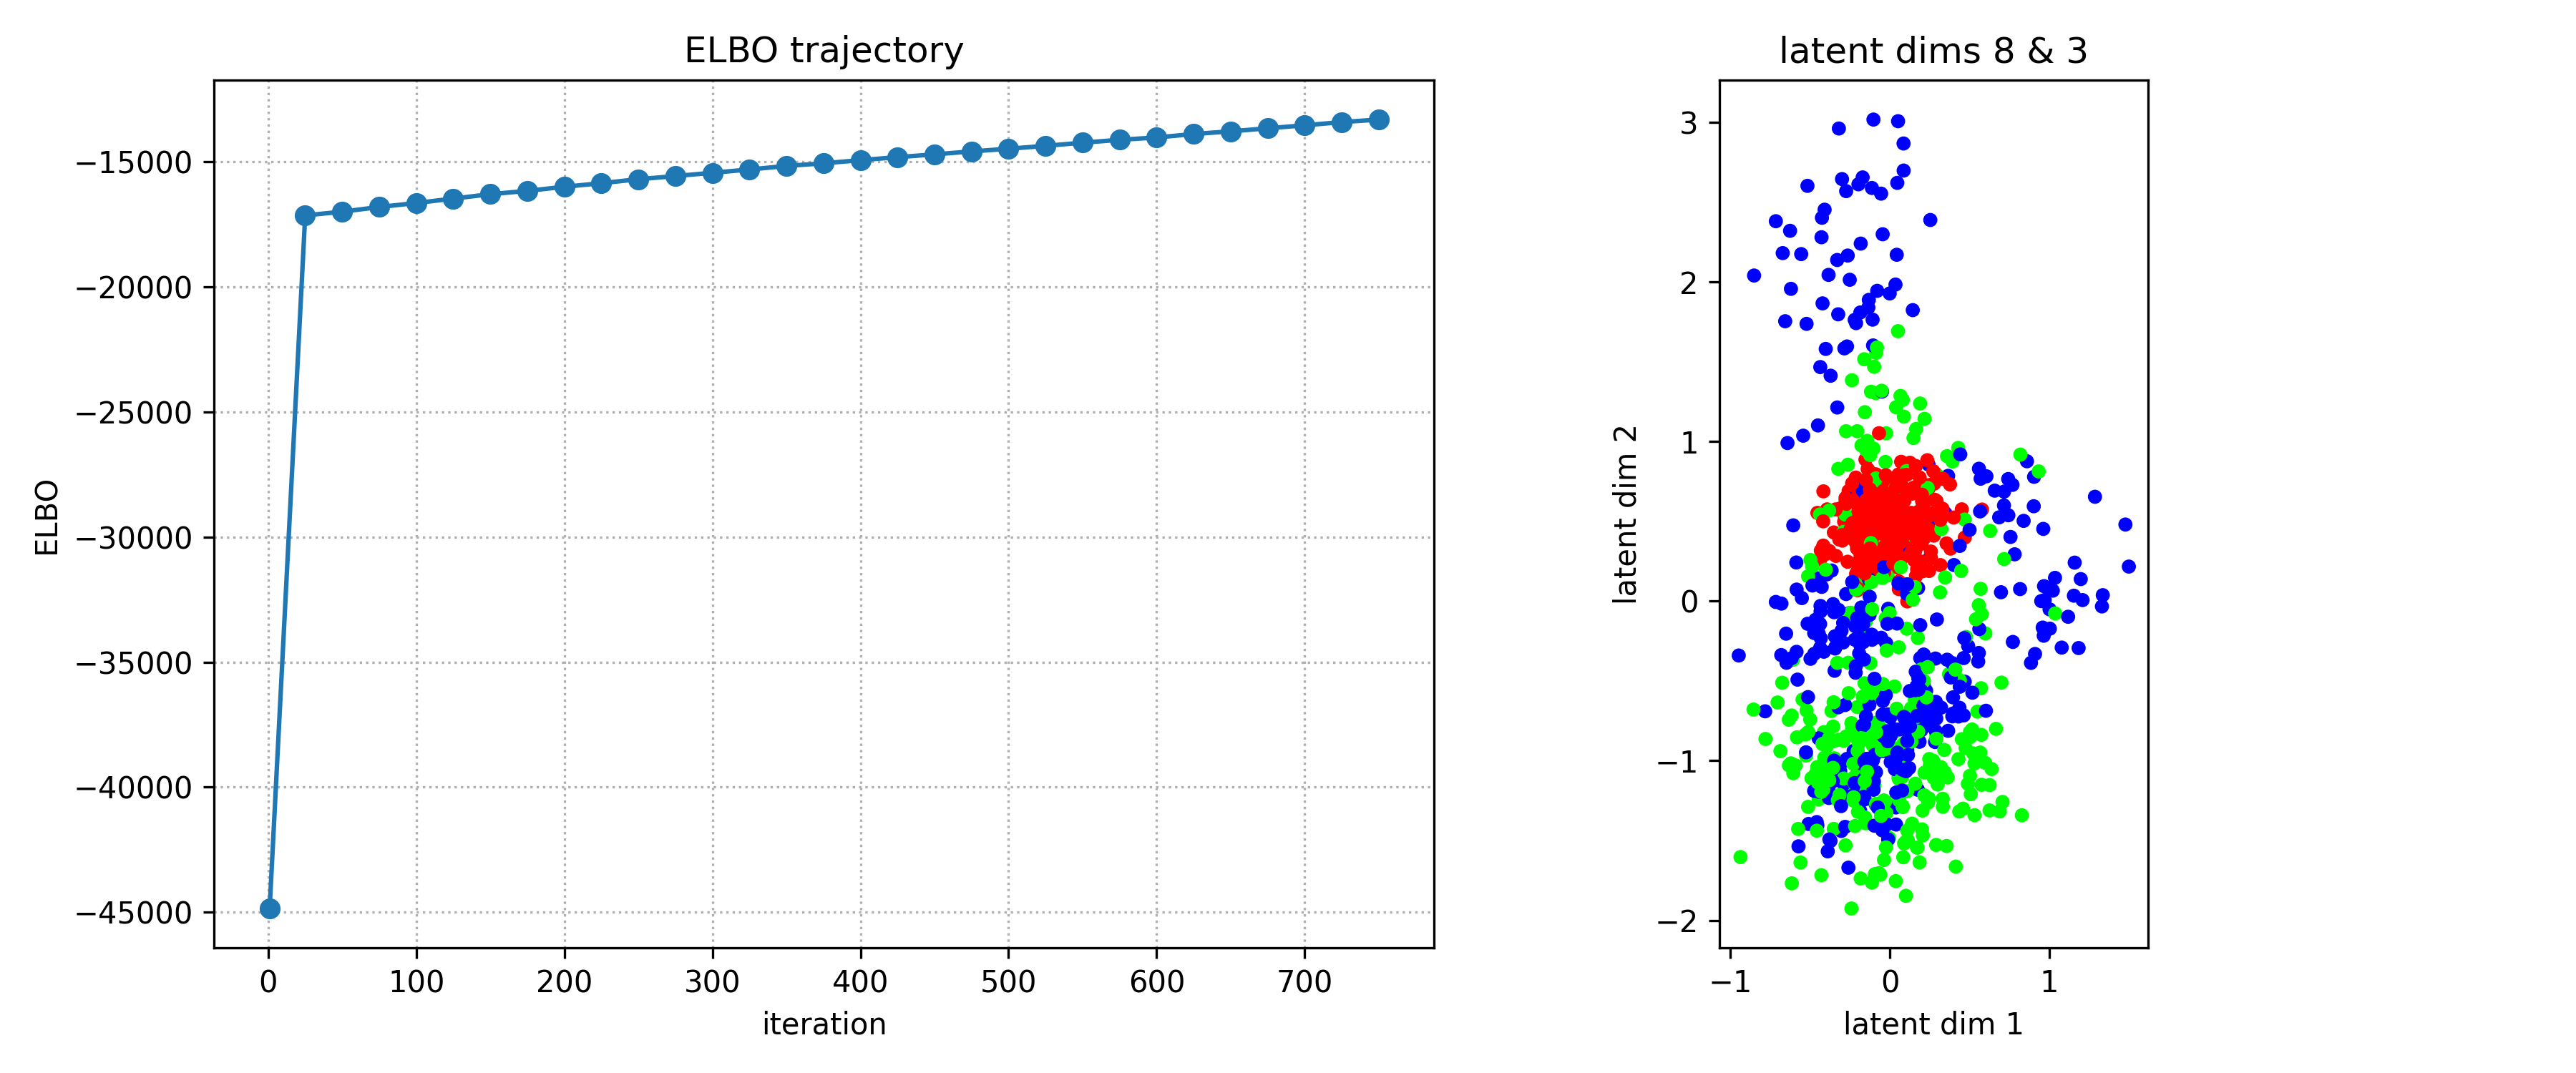 ELBO trajectory
ELBO
−15000
−20000
−25000
−30000
−35000
−40000
−45000
0 100 200 300 400 500 600 700
iteration
latent dims 8 & 3
latent dim 2
3
2
1
0
−1
−2
−1 0 1
latent dim 1